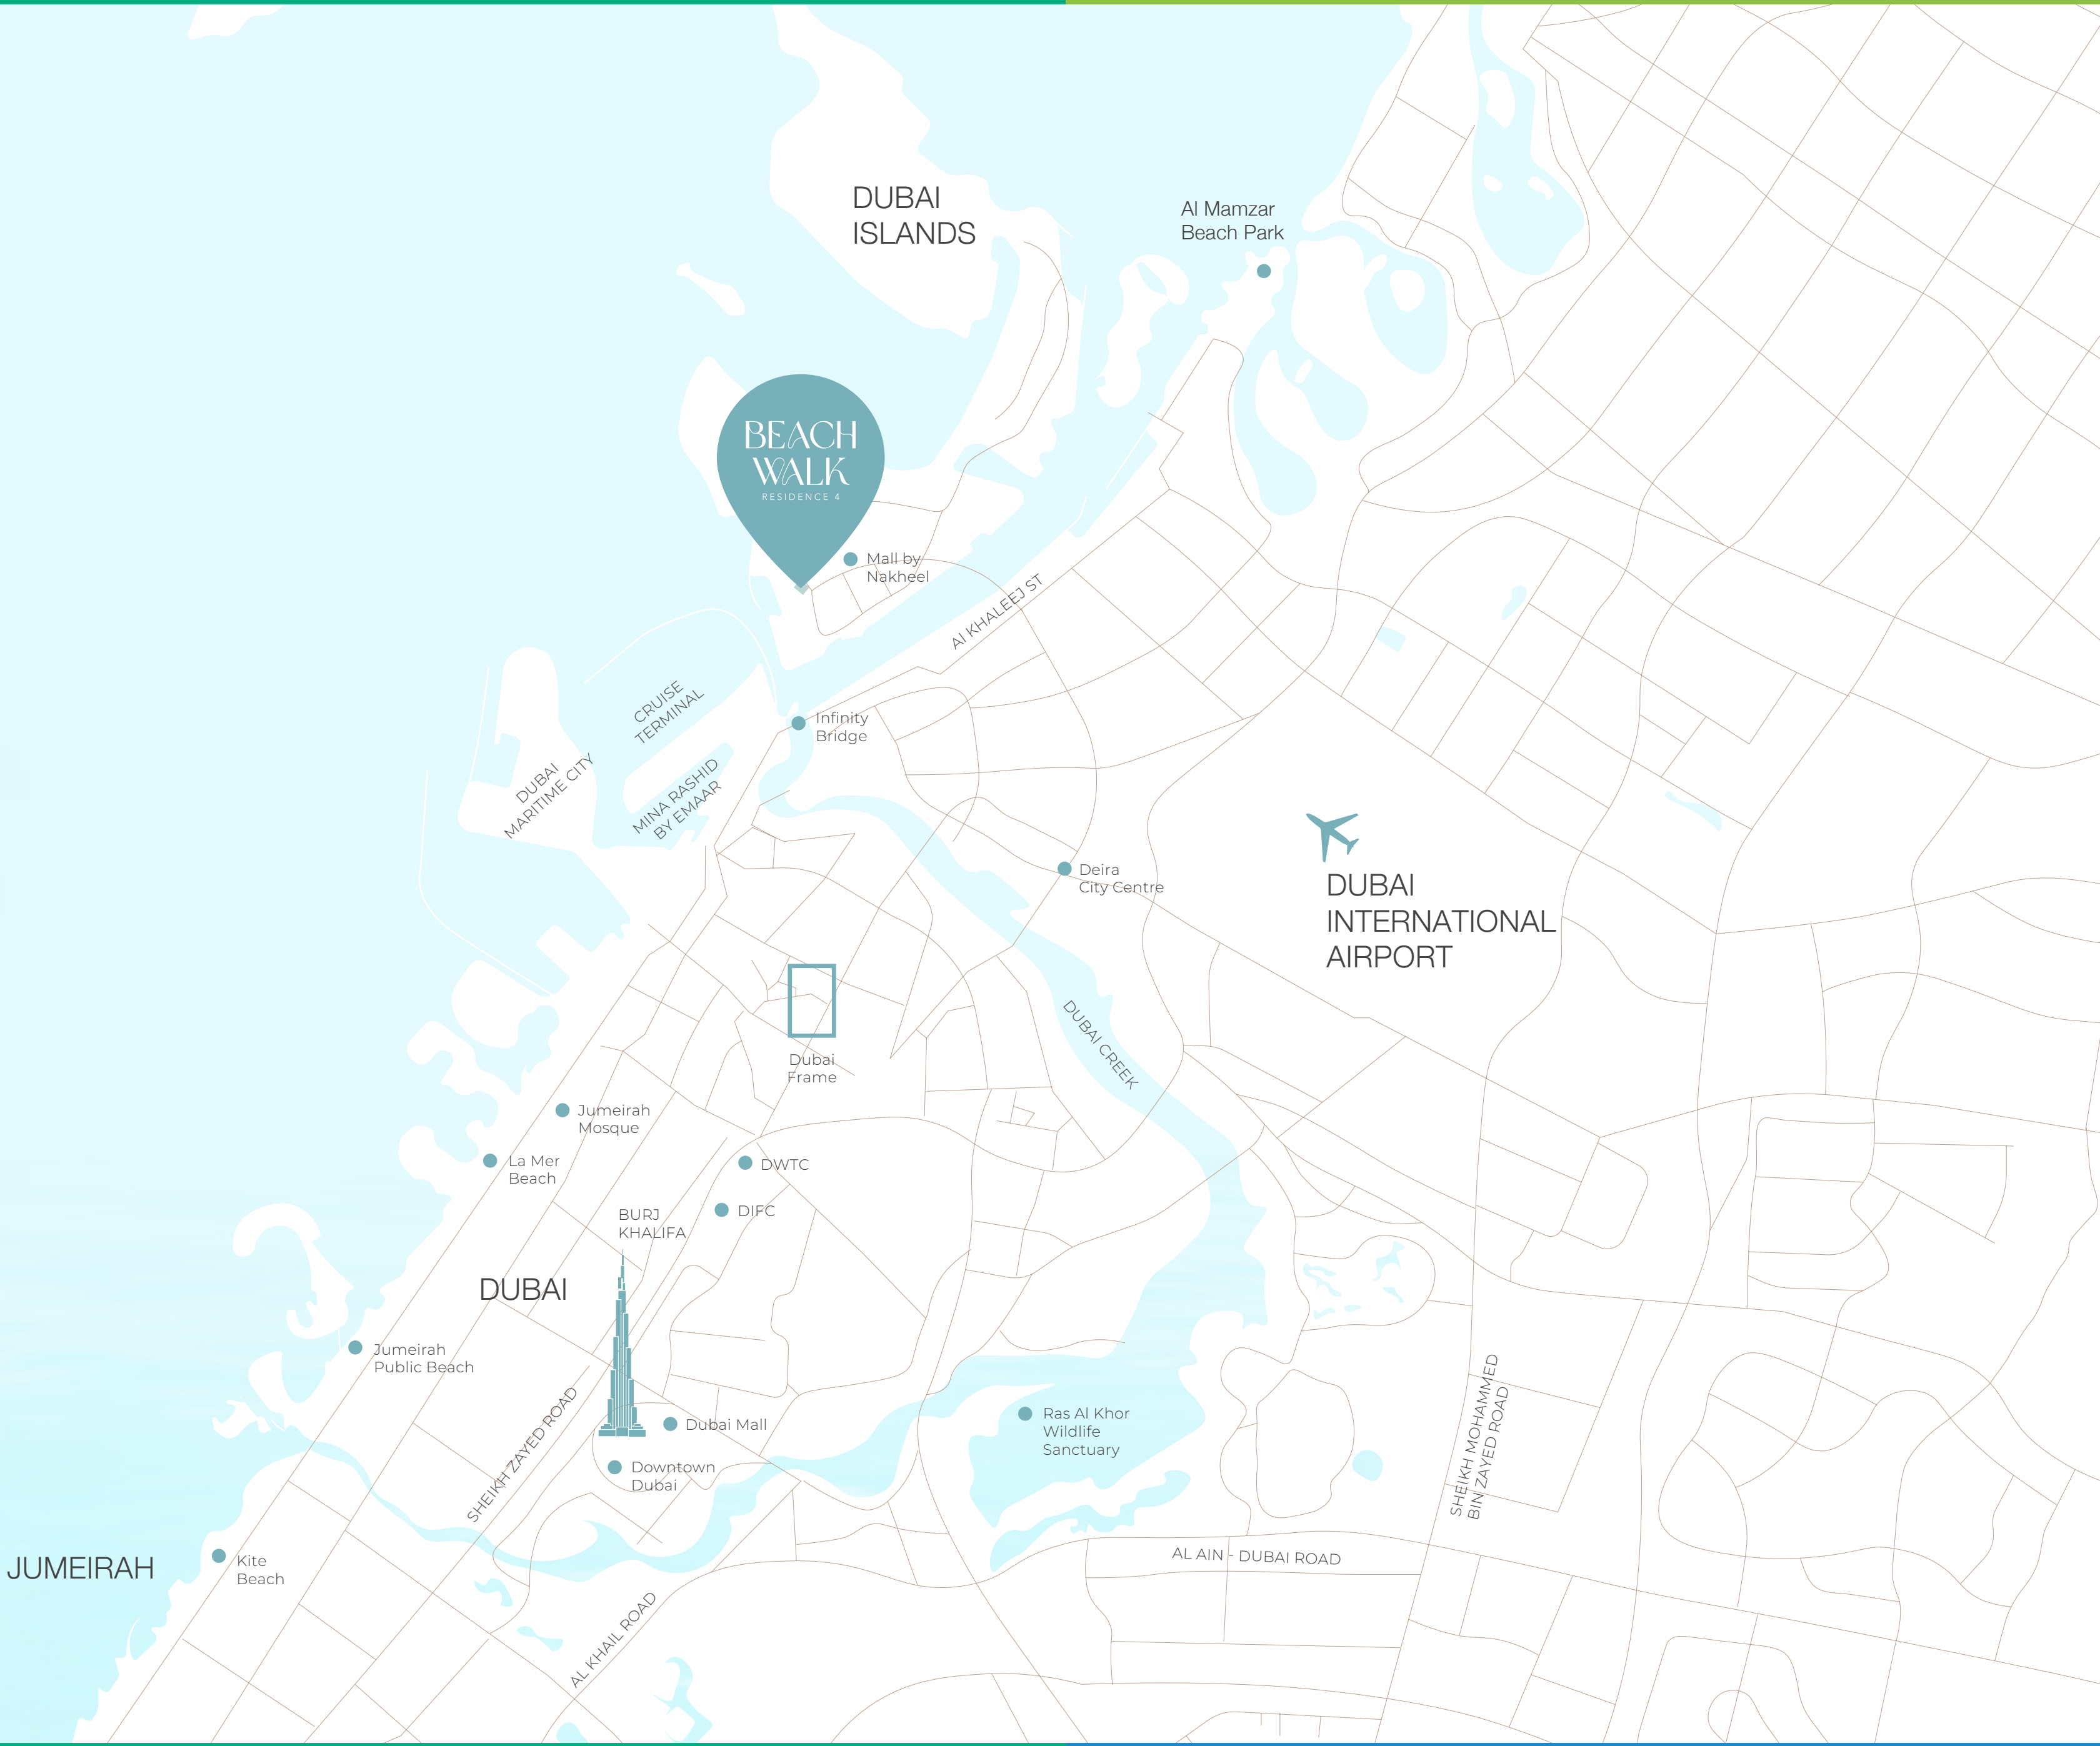 DUBAI
ISLANDS
Al Mamzar
Beach Park
BEACH
WALK
RESIDENCE 4
Mall by
Nakheel
Al KHALEEJ ST
CRUISE
TERMINAL
Infinity
Bridge
DUBAI
MARITIME CITY
MINA RASHID
BY EMAAR
Deira
City Centre
DUBAI
INTERNATIONAL
AIRPORT
DUBAI CREEK
Dubai
Frame
Jumeirah
Mosque
La Mer
Beach
DWTC
DIFC
BURJ
KHALIFA
DUBAI
Jumeirah
Public Beach
SHEIKH ZAYED ROAD
Dubai Mall
Downtown
Dubai
Ras Al Khor
Wildlife
Sanctuary
SHEIKH MOHAMMED
BIN ZAYED ROAD
AL AIN - DUBAI ROAD
JUMEIRAH
Kite
Beach
AL KHAIL ROAD